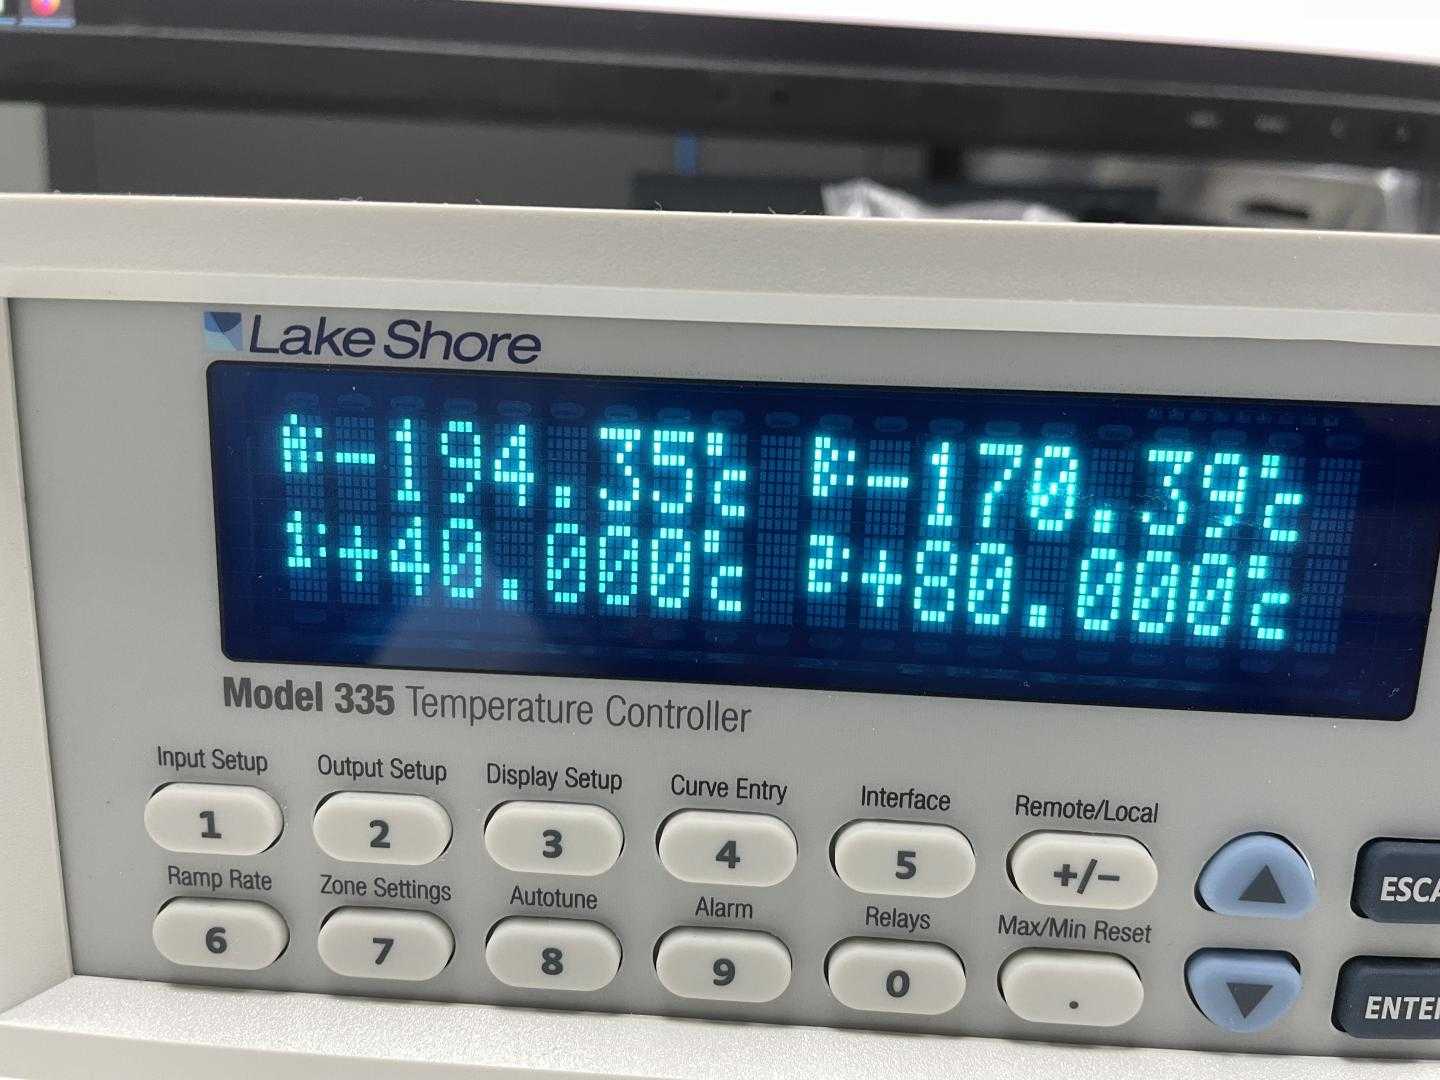 Lake Shore
A:-194.35°C B:-170.39°C
1:+40.000°C 2:+80.000°C
Model 335 Temperature Controller
Input Setup Output Setup Display Setup Curve Entry Interface Remote/Local
1 2 3 4 5 +/−
Ramp Rate Zone Settings Autotune Alarm Relays Max/Min Reset
6 7 8 9 0 .